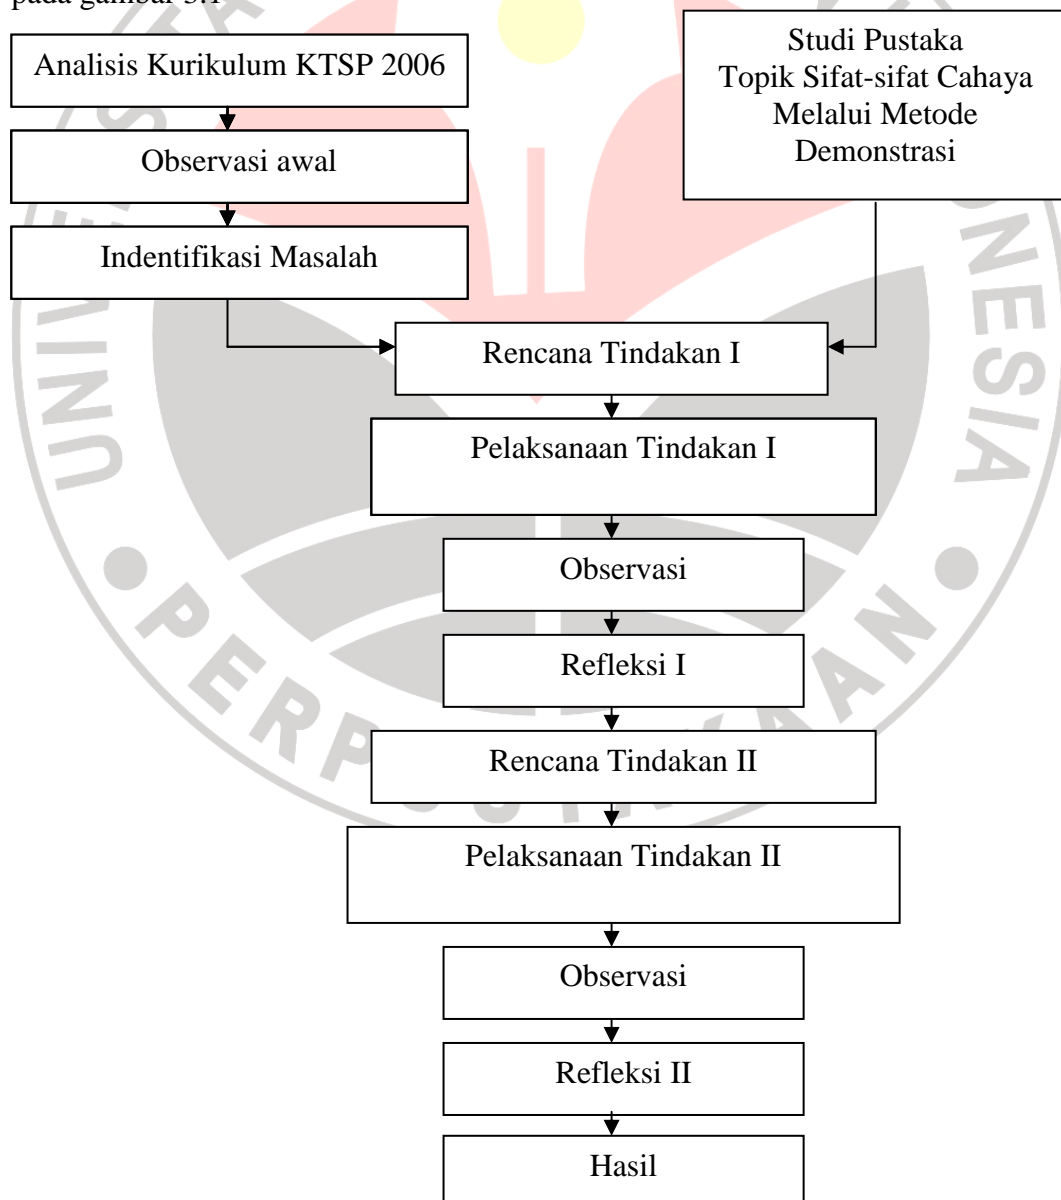 pada gambar 3.1
Analisis Kurikulum KTSP 2006
Studi Pustaka
Topik Sifat-sifat Cahaya
Melalui Metode
Demonstrasi
Observasi awal
Indentifikasi Masalah
Rencana Tindakan I
Pelaksanaan Tindakan I
Observasi
Refleksi I
Rencana Tindakan II
Pelaksanaan Tindakan II
Observasi
Refleksi II
Hasil